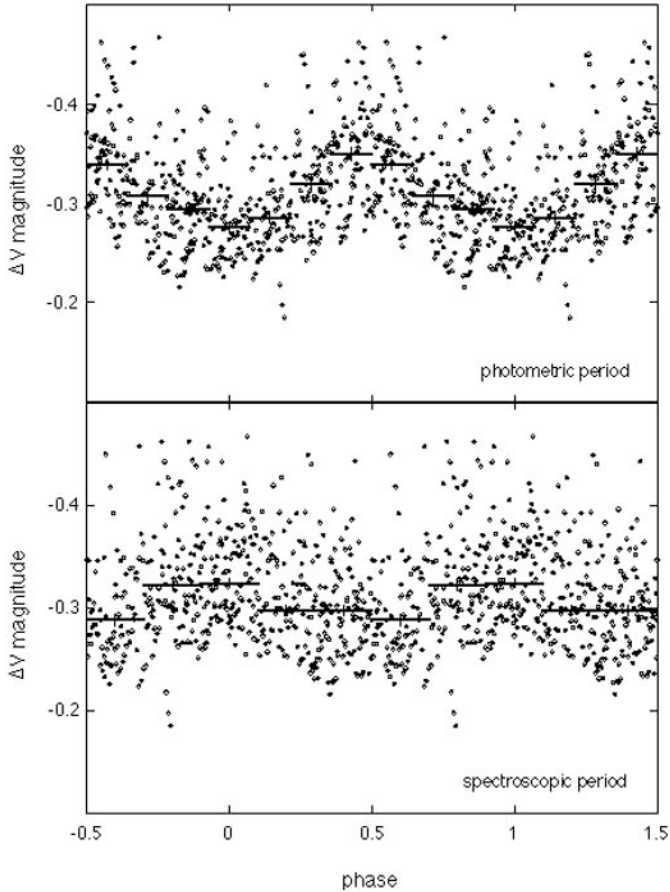 -0.4
-0.3
-0.2
ΔV magnitude
photometric period
-0.4
-0.3
-0.2
ΔV magnitude
spectroscopic period
-0.5 0 0.5 1 1.5
phase